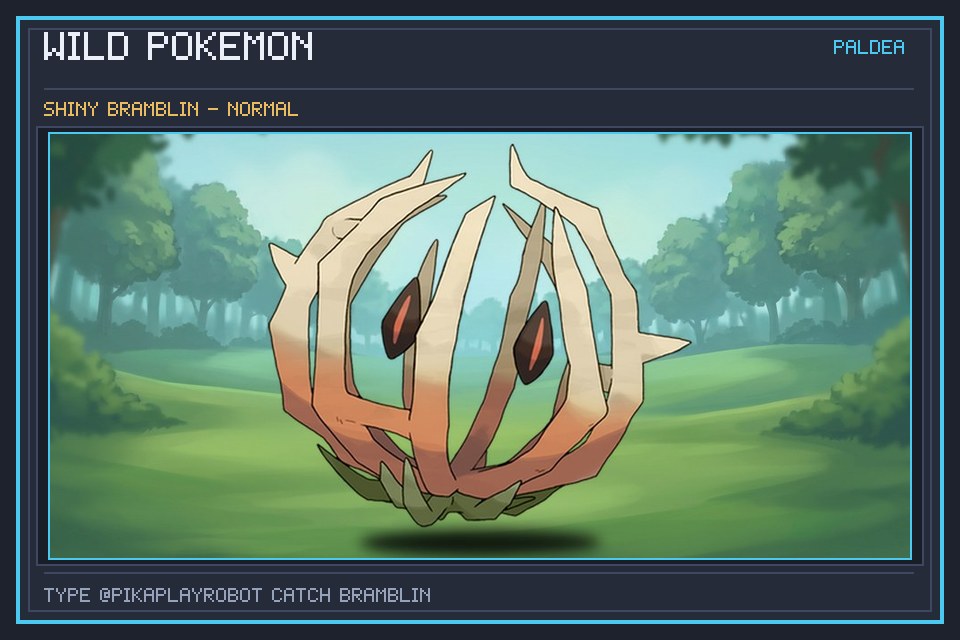 WILD POKEMON
PALDEA
SHINY BRAMBLIN - NORMAL
TYPE @PIKAPLAYROBOT CATCH BRAMBLIN